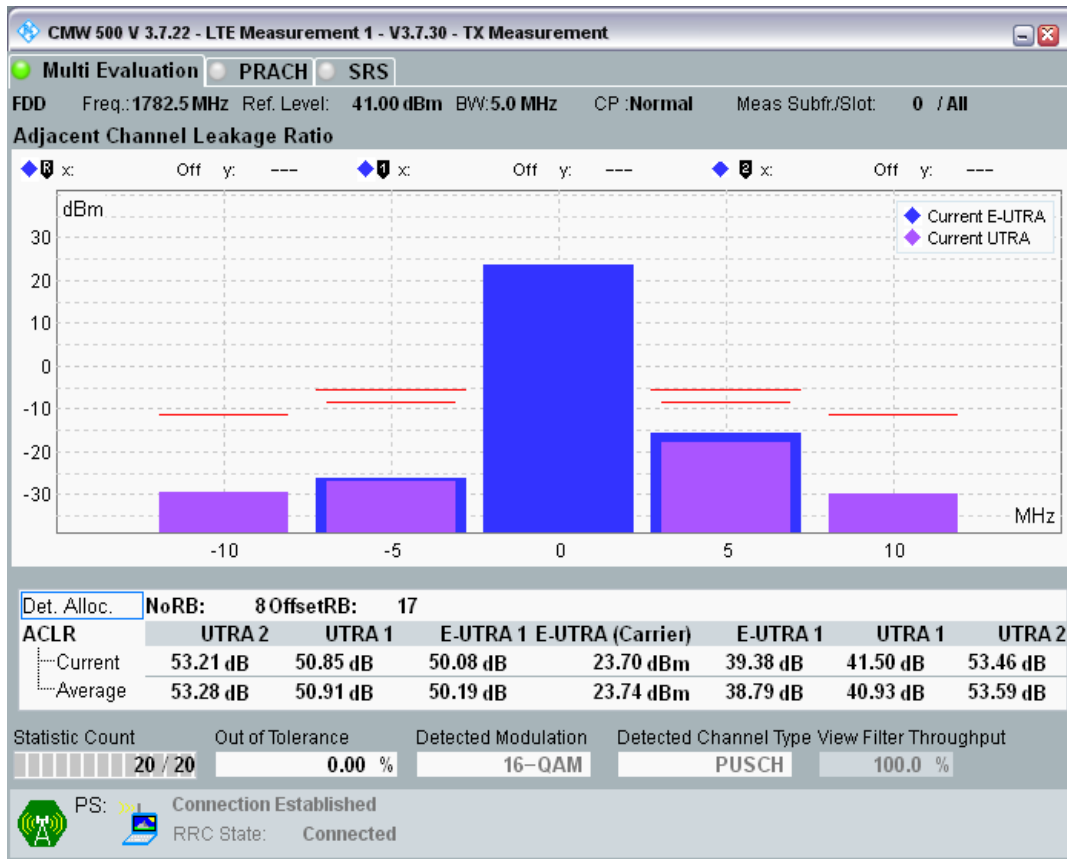 CMW 500 V 3.7.22 - LTE Measurement 1 - V3.7.30 - TX Measurement
Multi Evaluation PRACH SRS
FDD Freq.:1782.5 MHz Ref. Level: 41.00 dBm BW:5.0 MHz CP :Normal Meas Subfr./Slot: 0 / All
Adjacent Channel Leakage Ratio
R x: Off y: --- 1 x: Off y: --- 2 x: Off y: ---
dBm
Current E-UTRA
Current UTRA
30
20
10
0
-10
-20
-30
MHz
-10 -5 0 5 10
Det. Alloc. NoRB: 8 OffsetRB: 17
ACLR UTRA 2 UTRA 1 E-UTRA 1 E-UTRA (Carrier) E-UTRA 1 UTRA 1 UTRA 2
Current 53.21 dB 50.85 dB 50.08 dB 23.70 dBm 39.38 dB 41.50 dB 53.46 dB
Average 53.28 dB 50.91 dB 50.19 dB 23.74 dBm 38.79 dB 40.93 dB 53.59 dB
Statistic Count Out of Tolerance Detected Modulation Detected Channel Type View Filter Throughput
20 / 20 0.00 % 16-QAM PUSCH 100.0 %
PS: Connection Established
RRC State: Connected